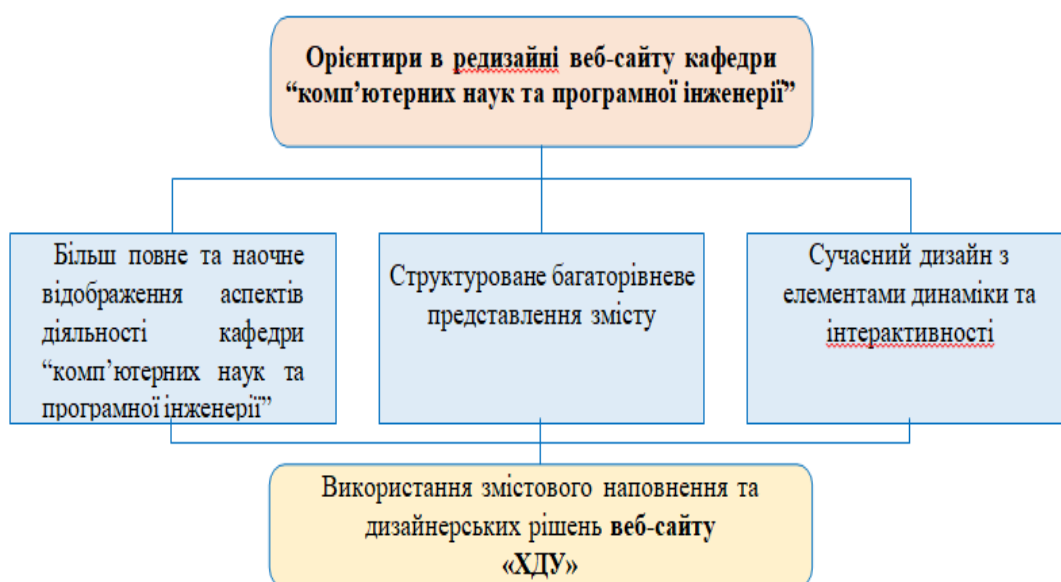 Орієнтири в редизайні веб-сайту кафедри
“комп’ютерних наук та програмної інженерії”
Більш повне та наочне
відображення аспектів
діяльності кафедри
“комп’ютерних наук та
програмної інженерії”
Структуроване багаторівневе
представлення змісту
Сучасний дизайн з
елементами динаміки та
інтерактивності
Використання змістового наповнення та
дизайнерських рішень веб-сайту
«ХДУ»